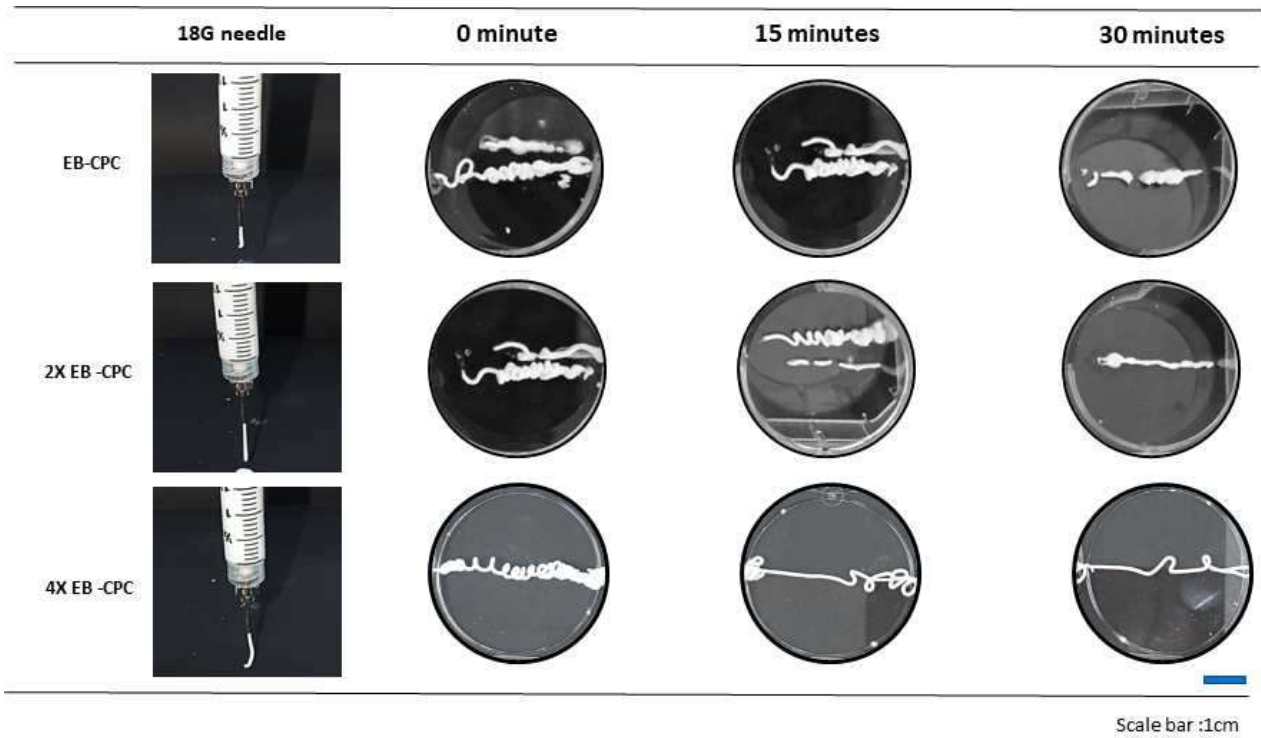 18G needle 0 minute 15 minutes 30 minutes
EB-CPC
2X EB -CPC
4X EB -CPC
Scale bar :1cm